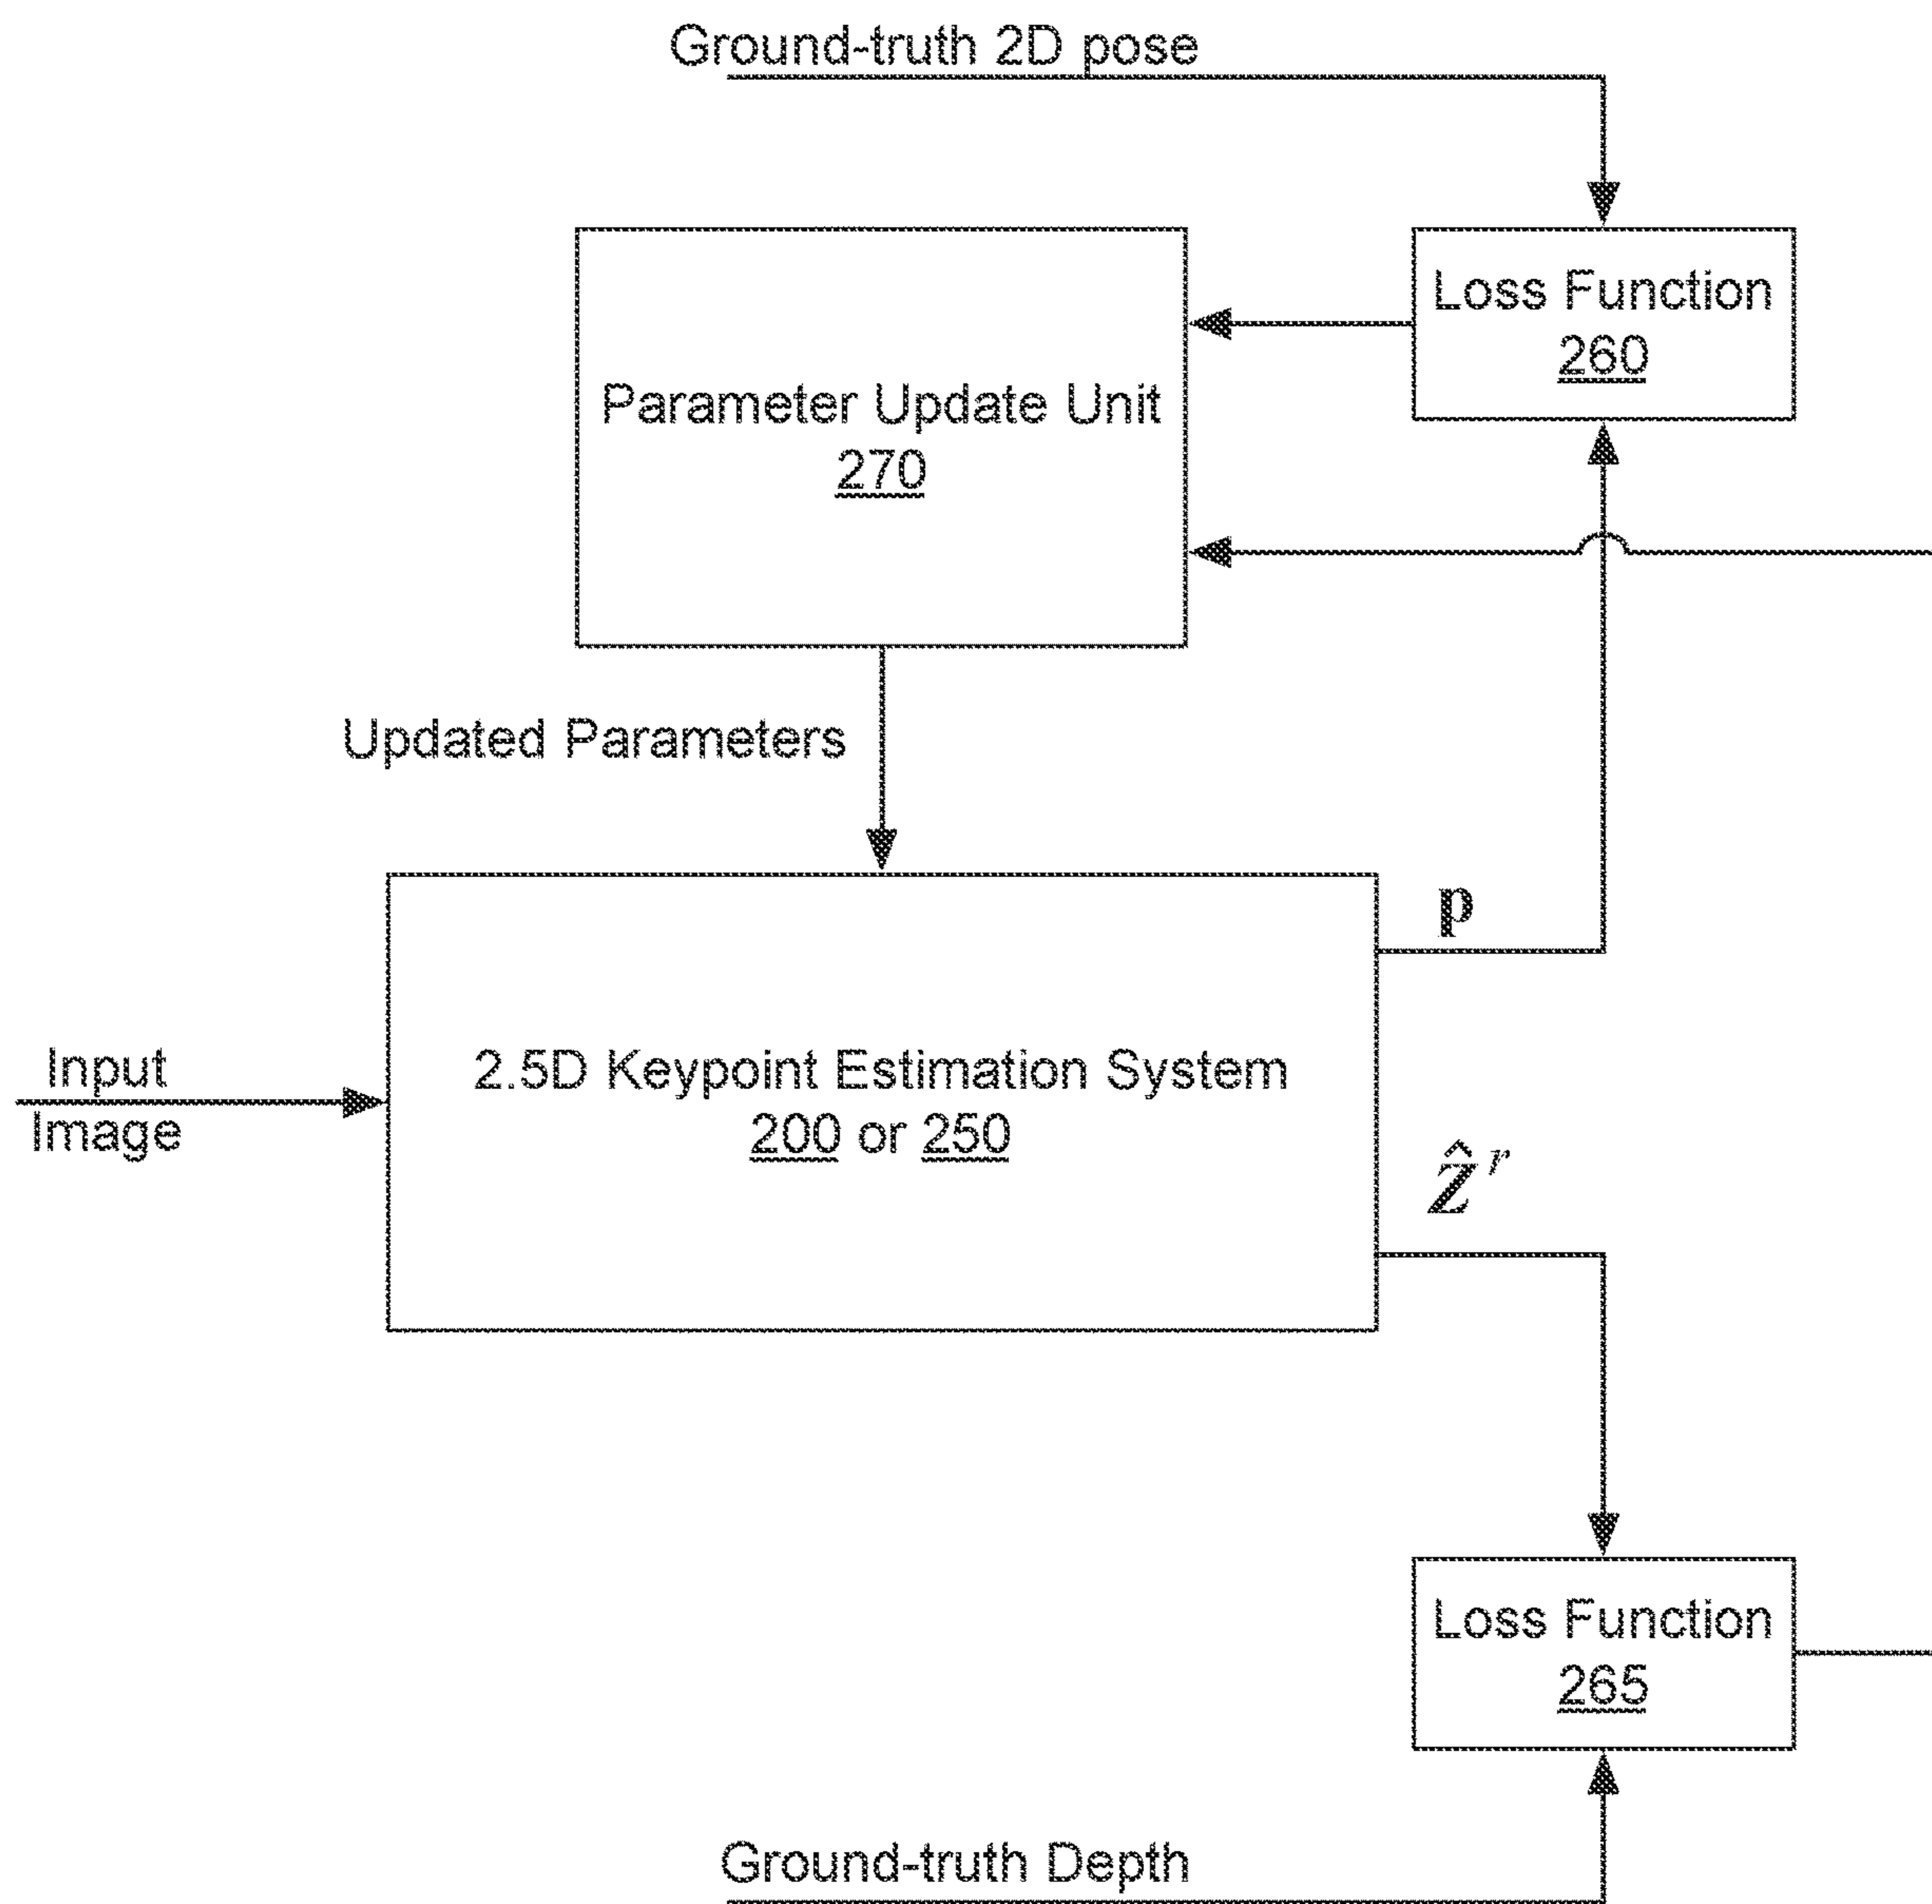 Ground-truth 2D pose
Loss Function
260
Parameter Update Unit
270
Updated Parameters
p
Input
Image
2.5D Keypoint Estimation System
200 or 250
Ẑ r
Loss Function
265
Ground-truth Depth